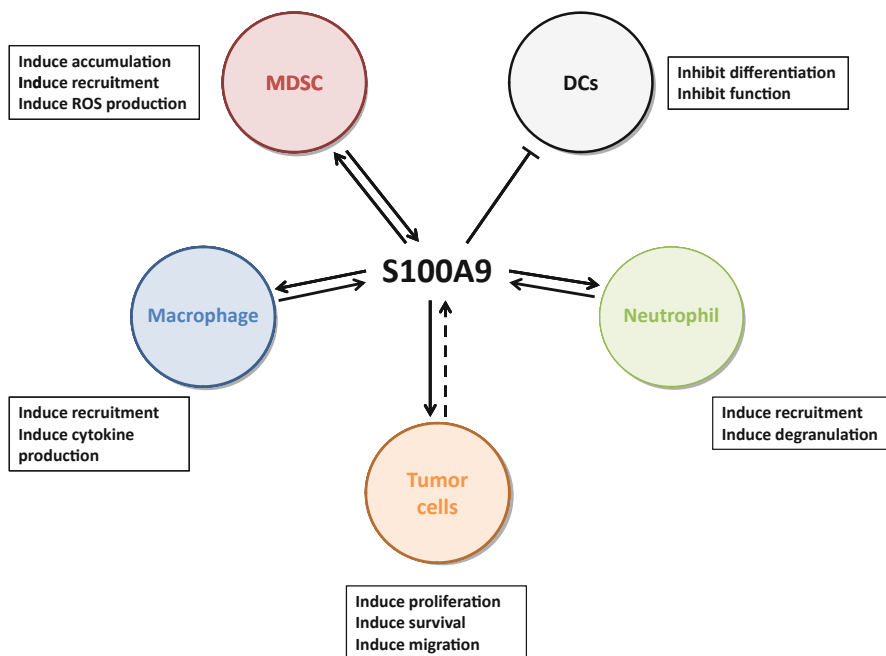 Induce accumulation
Induce recruitment
Induce ROS production
MDSC
DCs
Inhibit differentiation
Inhibit function
S100A9
Macrophage
Neutrophil
Induce recruitment
Induce cytokine
production
Induce recruitment
Induce degranulation
Tumor
cells
Induce proliferation
Induce survival
Induce migration